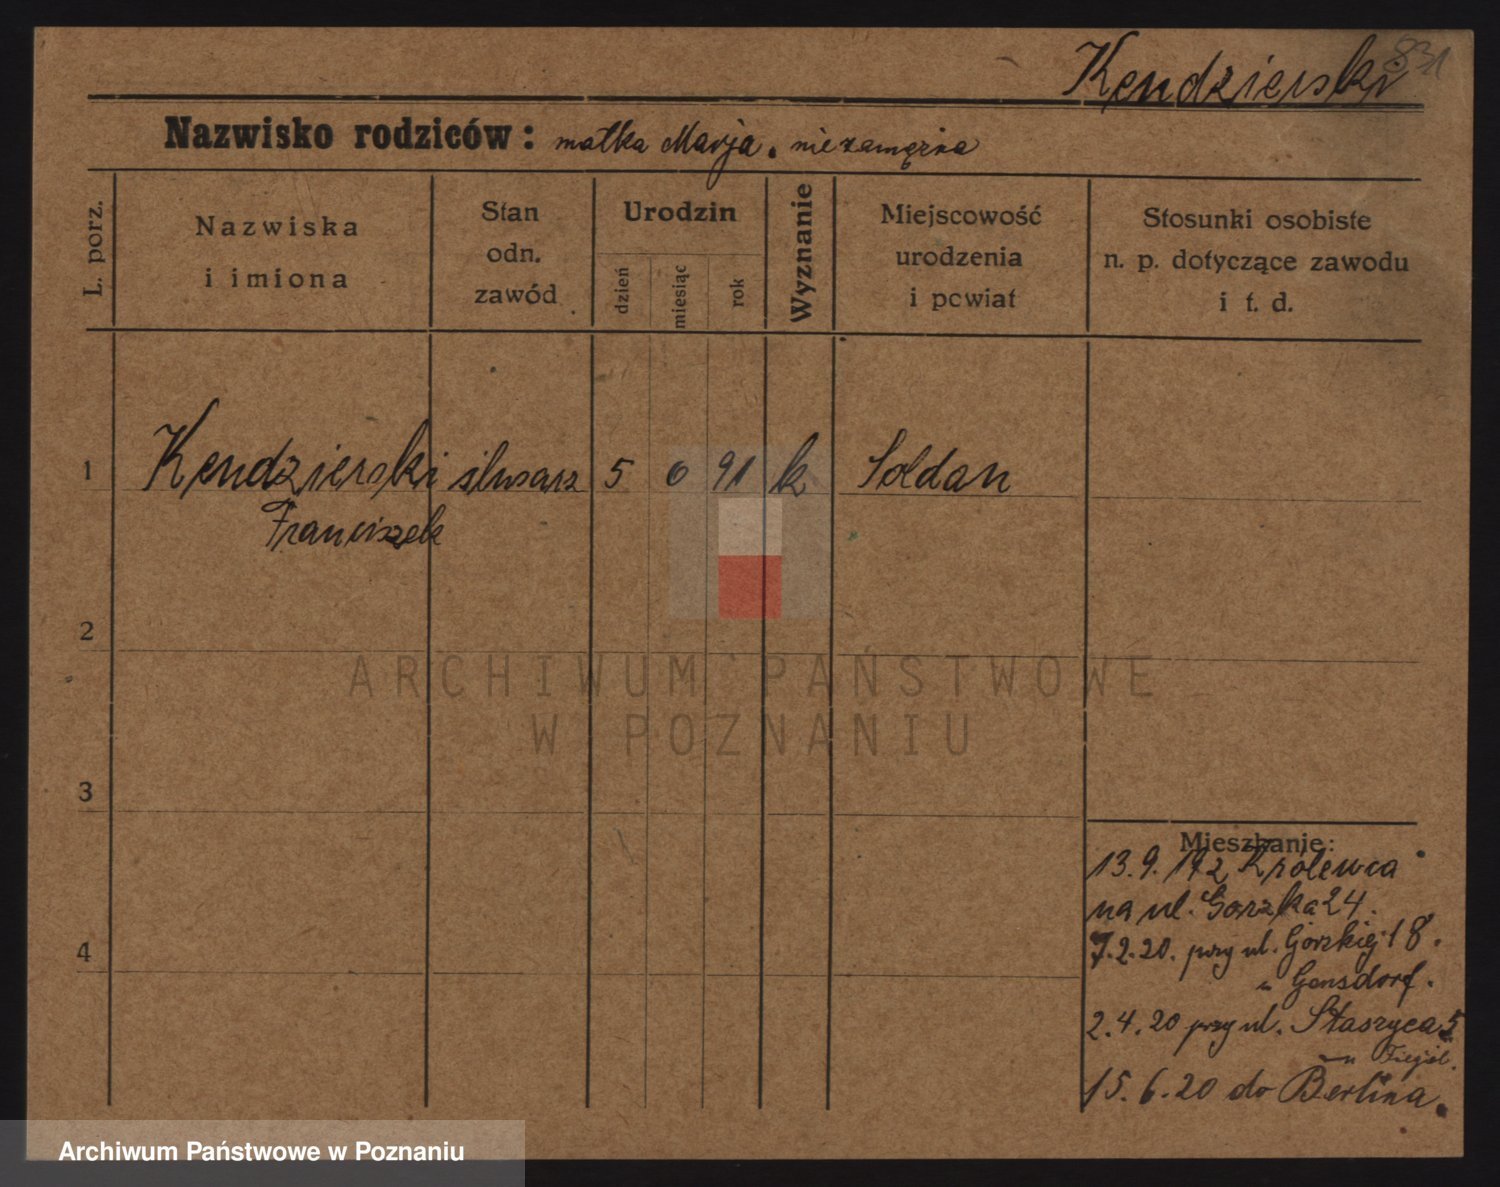 831
Kendzierski
Nazwisko rodziców: matka Marja. niezamężna
L. porz.
Nazwiska
i imiona
Stan
odn.
zawód
Urodzin
dzień
miesiąc
rok
Wyznanie
Miejscowość
urodzenia
i powiat
Stosunki osobiste
n. p. dotyczące zawodu
i t. d.
1 Kendzierski ślusarz 5 6 91 k Soldan
Franciszek
2
3
4
Mieszkanie:
13.9.19 z Królewca
na ul. Gorzka 24.
7.2.20. przy ul. Górzkiej 18.
u Gensdorf.
2.4.20 przy ul. Staszyca 5
u
15.6.20 do Berlina.
ARCHIWUM PAŃSTWOWE
W POZNANIU
Archiwum Państwowe w Poznaniu